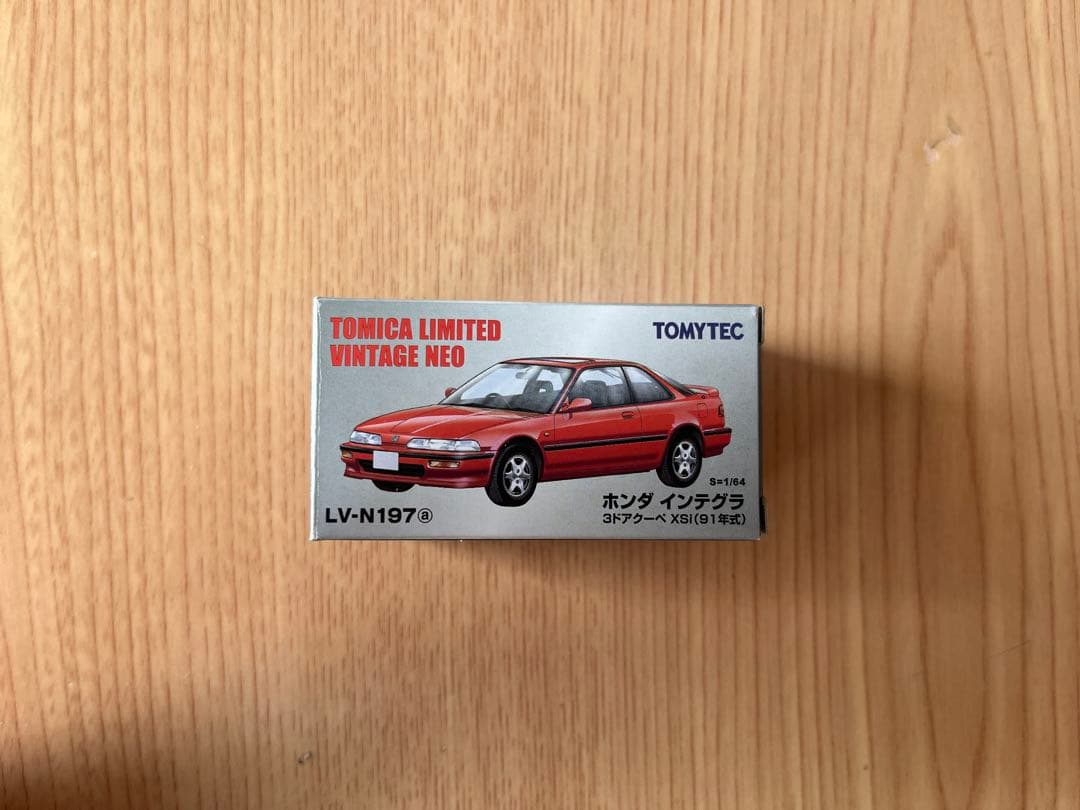 TOMICA LIMITED
VINTAGE NEO
TOMYTEC
S=1/64
LV-N197ⓐ
ホンダ インテグラ
3ドアクーペ XSi(91年式)